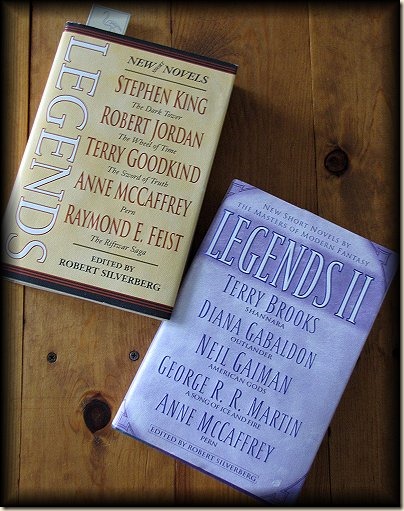 NEW SHORT NOVELS
LEGENDS
STEPHEN KING
The Dark Tower
ROBERT JORDAN
The Wheel of Time
TERRY GOODKIND
The Sword of Truth
ANNE MCCAFFREY
Pern
RAYMOND E. FEIST
The Riftwar Saga
EDITED BY
ROBERT SILVERBERG
NEW SHORT NOVELS BY
THE MASTERS OF MODERN FANTASY
LEGENDS II
TERRY BROOKS
SHANNARA
DIANA GABALDON
OUTLANDER
NEIL GAIMAN
AMERICAN GODS
GEORGE R. R. MARTIN
A SONG OF ICE AND FIRE
ANNE MCCAFFREY
PERN
EDITED BY ROBERT SILVERBERG